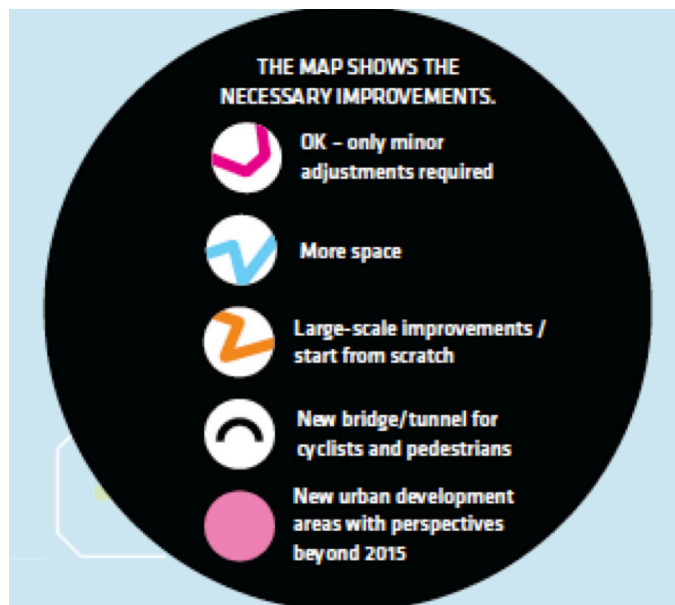 THE MAP SHOWS THE
NECESSARY IMPROVEMENTS.
OK – only minor
adjustments required
More space
Large-scale improvements /
start from scratch
New bridge/tunnel for
cyclists and pedestrians
New urban development
areas with perspectives
beyond 2015